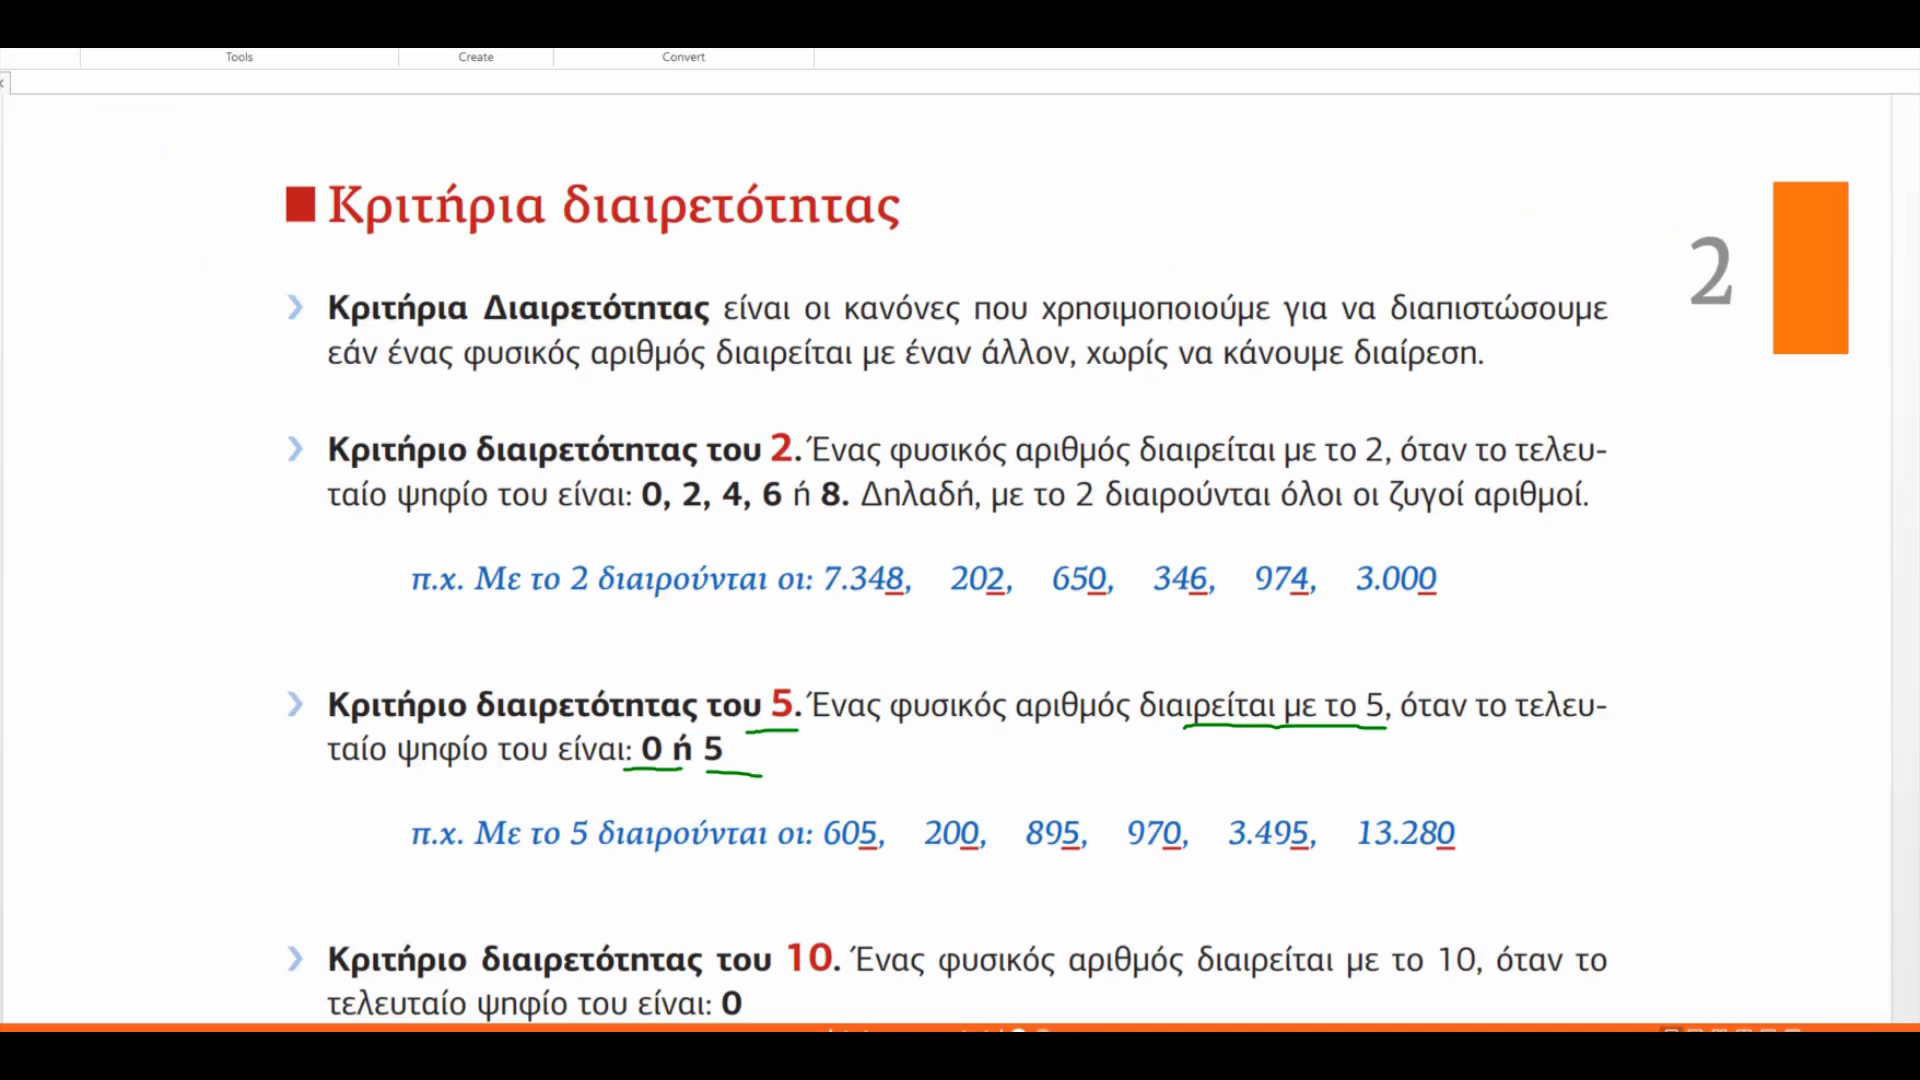 Tools Create Convert
Κριτήρια διαιρετότητας
2
Κριτήρια Διαιρετότητας είναι οι κανόνες που χρησιμοποιούμε για να διαπιστώσουμε
εάν ένας φυσικός αριθμός διαιρείται με έναν άλλον, χωρίς να κάνουμε διαίρεση.
Κριτήριο διαιρετότητας του 2. Ένας φυσικός αριθμός διαιρείται με το 2, όταν το τελευ-
ταίο ψηφίο του είναι: 0, 2, 4, 6 ή 8. Δηλαδή, με το 2 διαιρούνται όλοι οι ζυγοί αριθμοί.
π.χ. Με το 2 διαιρούνται οι: 7.348, 202, 650, 346, 974, 3.000
Κριτήριο διαιρετότητας του 5. Ένας φυσικός αριθμός διαιρείται με το 5, όταν το τελευ-
ταίο ψηφίο του είναι: 0 ή 5
π.χ. Με το 5 διαιρούνται οι: 605, 200, 895, 970, 3.495, 13.280
Κριτήριο διαιρετότητας του 10. Ένας φυσικός αριθμός διαιρείται με το 10, όταν το
τελευταίο ψηφίο του είναι: 0